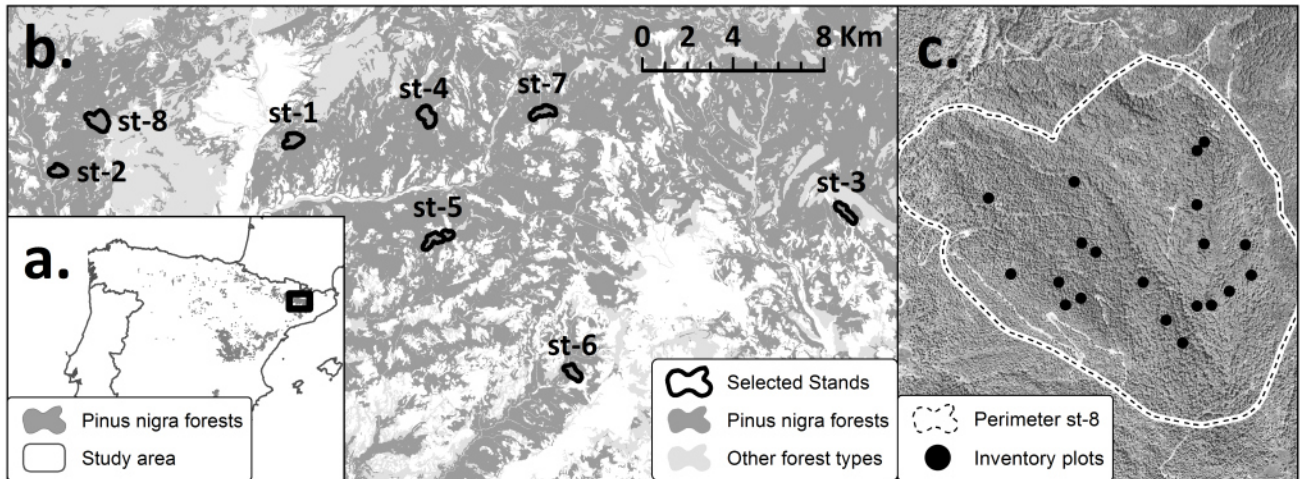 b.
0 2 4 8 Km
st-8
st-1
st-4
st-7
st-2
st-5
st-3
st-6
Selected Stands
Pinus nigra forests
Other forest types
a.
Pinus nigra forests
Study area
c.
Perimeter st-8
Inventory plots